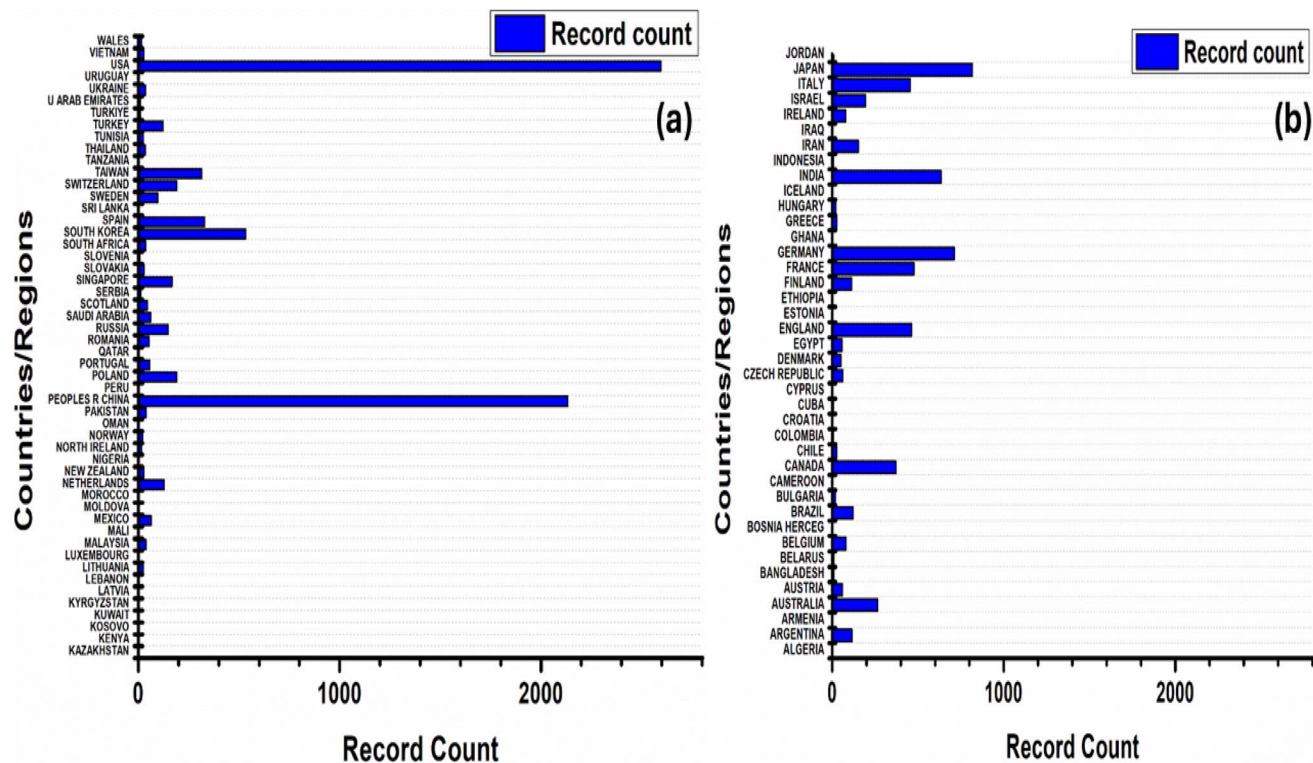 Record count
(a)
Countries/Regions
WALES
VIETNAM
USA
URUGUAY
UKRAINE
U ARAB EMIRATES
TURKIYE
TURKEY
TUNISIA
THAILAND
TANZANIA
TAIWAN
SWITZERLAND
SWEDEN
SRI LANKA
SPAIN
SOUTH KOREA
SOUTH AFRICA
SLOVENIA
SLOVAKIA
SINGAPORE
SERBIA
SCOTLAND
SAUDI ARABIA
RUSSIA
ROMANIA
QATAR
PORTUGAL
POLAND
PERU
PEOPLES R CHINA
PAKISTAN
OMAN
NORWAY
NORTH IRELAND
NIGERIA
NEW ZEALAND
NETHERLANDS
MOROCCO
MOLDOVA
MEXICO
MALI
MALAYSIA
LUXEMBOURG
LITHUANIA
LEBANON
LATVIA
KYRGYZSTAN
KUWAIT
KOSOVO
KENYA
KAZAKHSTAN
0 1000 2000
Record Count
Record count
(b)
Countries/Regions
JORDAN
JAPAN
ITALY
ISRAEL
IRELAND
IRAQ
IRAN
INDONESIA
INDIA
ICELAND
HUNGARY
GREECE
GHANA
GERMANY
FRANCE
FINLAND
ETHIOPIA
ESTONIA
ENGLAND
EGYPT
DENMARK
CZECH REPUBLIC
CYPRUS
CUBA
CROATIA
COLOMBIA
CHILE
CANADA
CAMEROON
BULGARIA
BRAZIL
BOSNIA HERCEG
BELGIUM
BELARUS
BANGLADESH
AUSTRIA
AUSTRALIA
ARMENIA
ARGENTINA
ALGERIA
0 1000 2000
Record Count